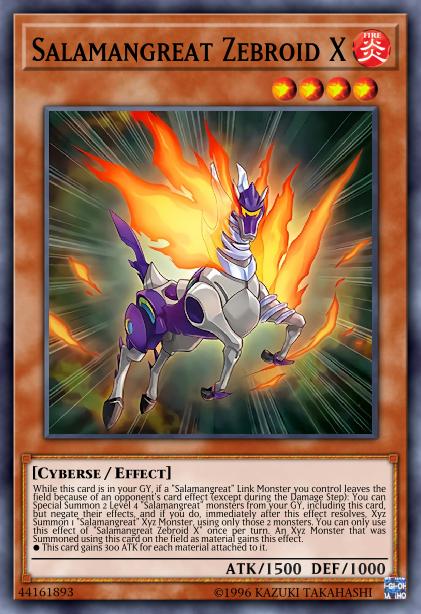 SALAMANGREAT ZEBROID X
FIRE
炎
[CYBERSE / EFFECT]
While this card is in your GY, if a "Salamangreat" Link Monster you control leaves the
field because of an opponent's card effect (except during the Damage Step): You can
Special Summon 2 Level 4 "Salamangreat" monsters from your GY, including this card,
but negate their effects, and if you do, immediately after this effect resolves, Xyz
Summon 1 "Salamangreat" Xyz Monster, using only those 2 monsters. You can only use
this effect of "Salamangreat Zebroid X" once per turn. An Xyz Monster that was
Summoned using this card on the field as material gains this effect.
● This card gains 300 ATK for each material attached to it.
ATK/1500 DEF/1000
44161893
©1996 KAZUKI TAKAHASHI